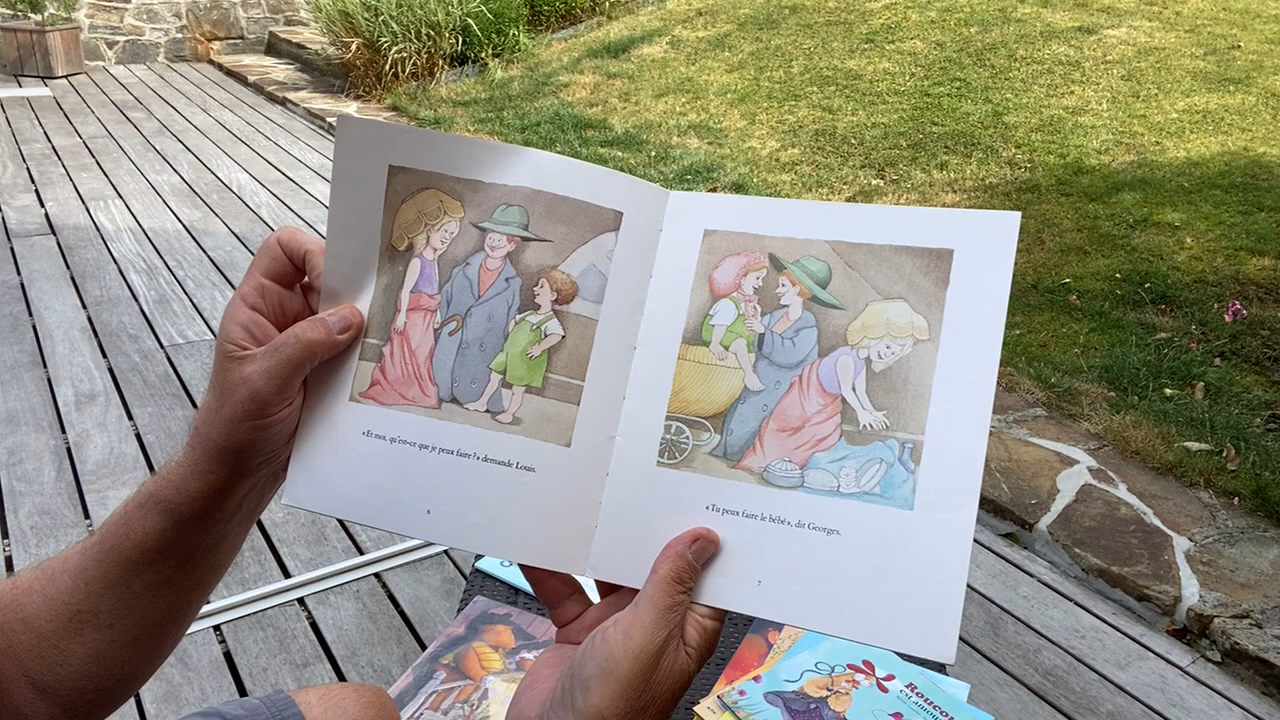 «Et moi, qu'est-ce que je peux faire?» demande Louis.
6
«Tu peux faire le bébé», dit Georges.
7